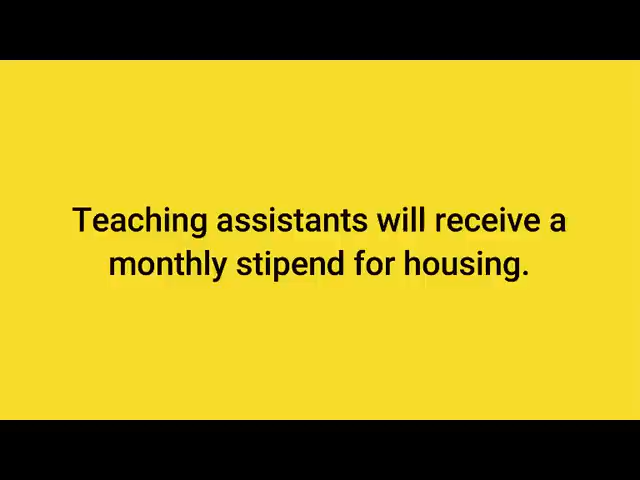 Teaching assistants will receive a
monthly stipend for housing.